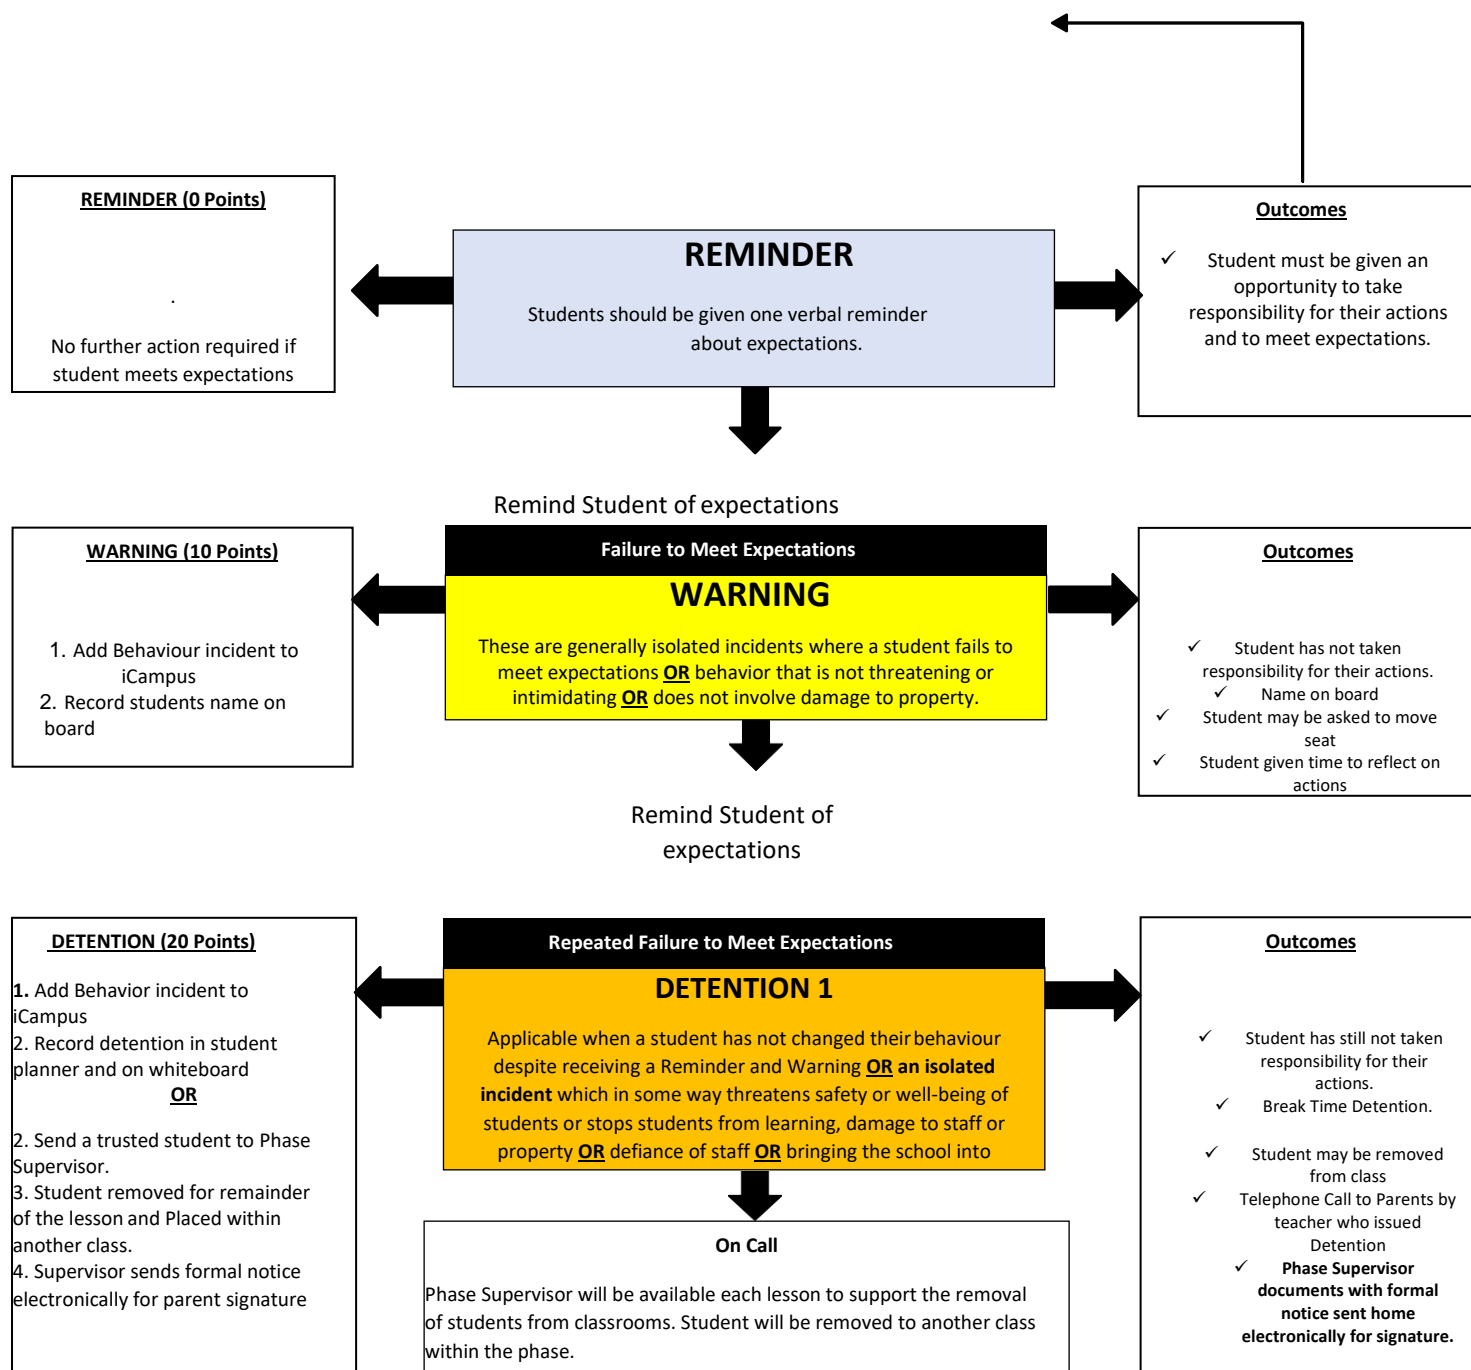 REMINDER (0 Points)
.
No further action required if
student meets expectations
REMINDER
Students should be given one verbal reminder
about expectations.
Outcomes
✓ Student must be given an
opportunity to take
responsibility for their actions
and to meet expectations.
Remind Student of expectations
WARNING (10 Points)
1. Add Behaviour incident to
iCampus
2. Record students name on
board
Failure to Meet Expectations
WARNING
These are generally isolated incidents where a student fails to
meet expectations OR behavior that is not threatening or
intimidating OR does not involve damage to property.
Outcomes
✓ Student has not taken
responsibility for their actions.
✓ Name on board
✓ Student may be asked to move
seat
✓ Student given time to reflect on
actions
Remind Student of
expectations
DETENTION (20 Points)
1. Add Behavior incident to
iCampus
2. Record detention in student
planner and on whiteboard
OR
2. Send a trusted student to Phase
Supervisor.
3. Student removed for remainder
of the lesson and Placed within
another class.
4. Supervisor sends formal notice
electronically for parent signature
Repeated Failure to Meet Expectations
DETENTION 1
Applicable when a student has not changed their behaviour
despite receiving a Reminder and Warning OR an isolated
incident which in some way threatens safety or well-being of
students or stops students from learning, damage to staff or
property OR defiance of staff OR bringing the school into
Outcomes
✓ Student has still not taken
responsibility for their
actions.
✓ Break Time Detention.
✓ Student may be removed
from class
✓ Telephone Call to Parents by
teacher who issued
Detention
✓ Phase Supervisor
documents with formal
notice sent home
electronically for signature.
On Call
Phase Supervisor will be available each lesson to support the removal
of students from classrooms. Student will be removed to another class
within the phase.